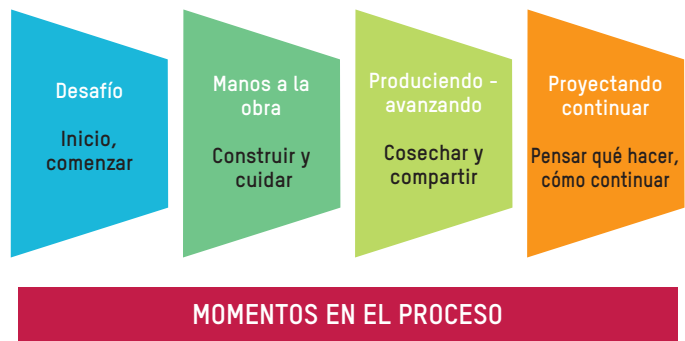 Desafío
Inicio,
comenzar
Manos a la
obra
Construir y
cuidar
Produciendo -
avanzando
Cosechar y
compartir
Proyectando
continuar
Pensar qué hacer,
cómo continuar
MOMENTOS EN EL PROCESO